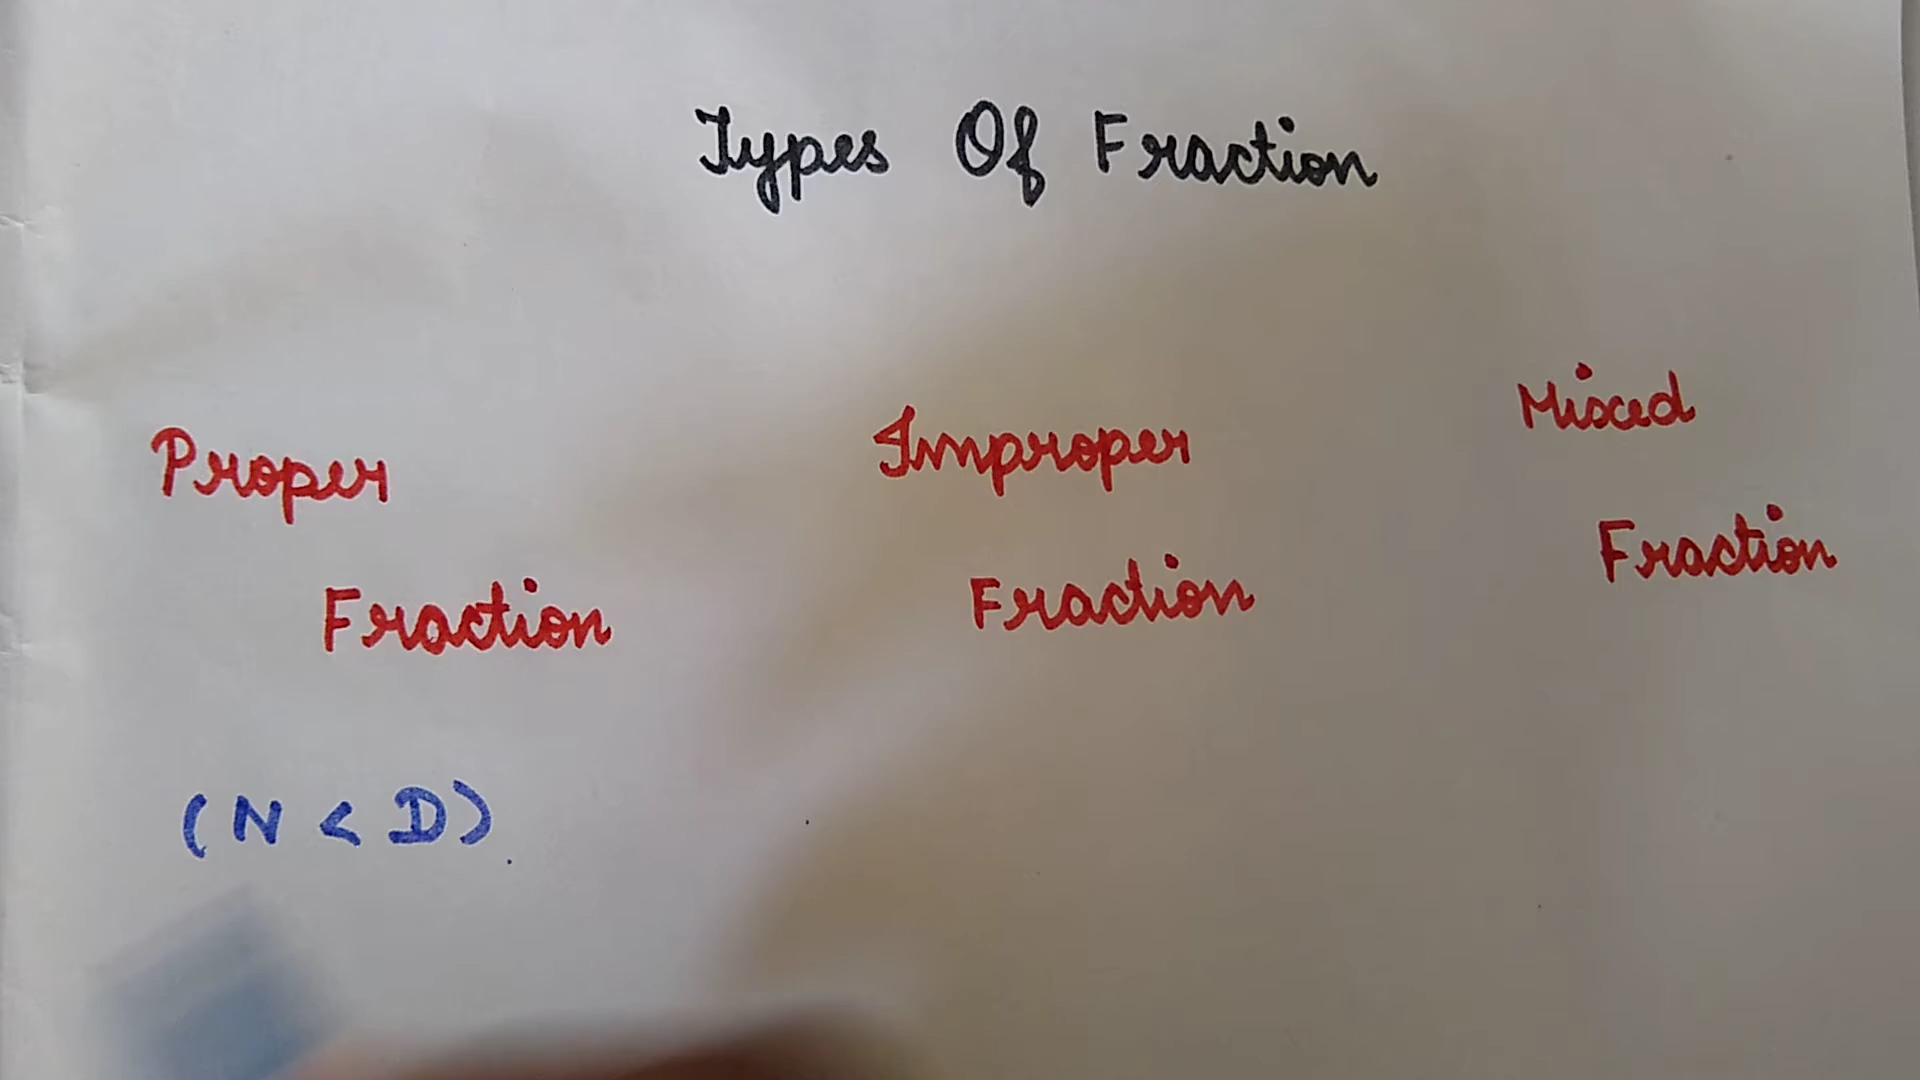 Types Of Fraction
Proper
Fraction
Improper
Fraction
Mixed
Fraction
(N < D)